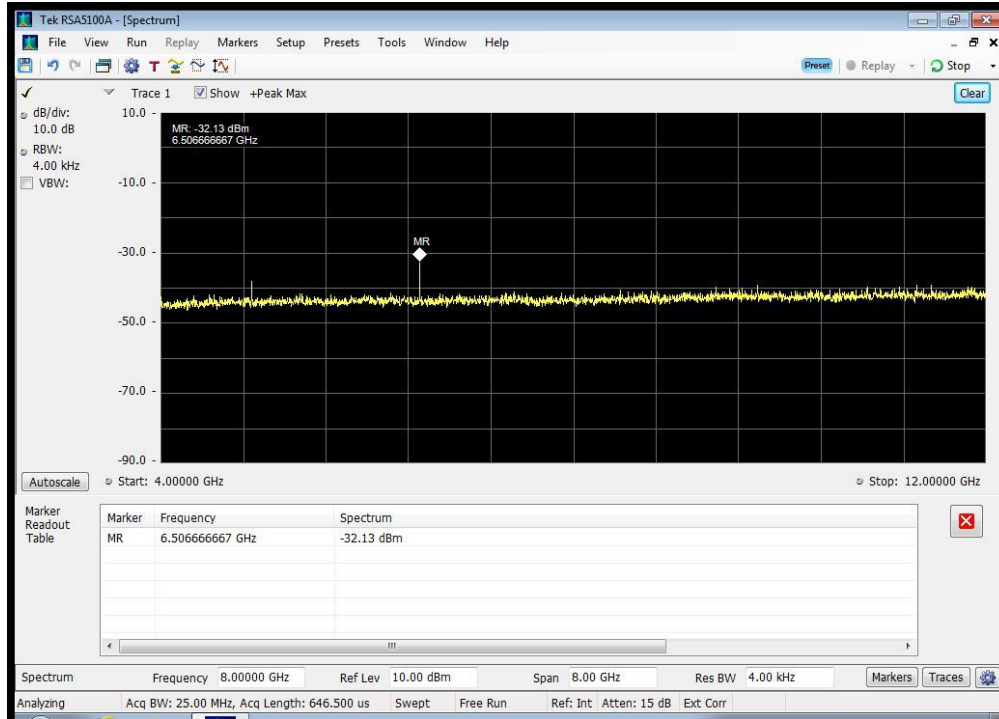 Tek RSA5100A - [Spectrum]
File View Run Replay Markers Setup Presets Tools Window Help
T Preset Replay Stop
Trace 1 Show +Peak Max Clear
dB/div:
10.0 dB
RBW:
4.00 kHz
VBW:
10.0
-10.0
-30.0
-50.0
-70.0
-90.0
MR: -32.13 dBm
6.506666667 GHz
MR
Autoscale Start: 4.00000 GHz Stop: 12.00000 GHz
Marker
Readout
Table
Marker Frequency Spectrum
MR 6.506666667 GHz -32.13 dBm
Spectrum Frequency 8.00000 GHz Ref Lev 10.00 dBm Span 8.00 GHz Res BW 4.00 kHz Markers Traces
Analyzing Acq BW: 25.00 MHz, Acq Length: 646.500 us Swept Free Run Ref: Int Atten: 15 dB Ext Corr